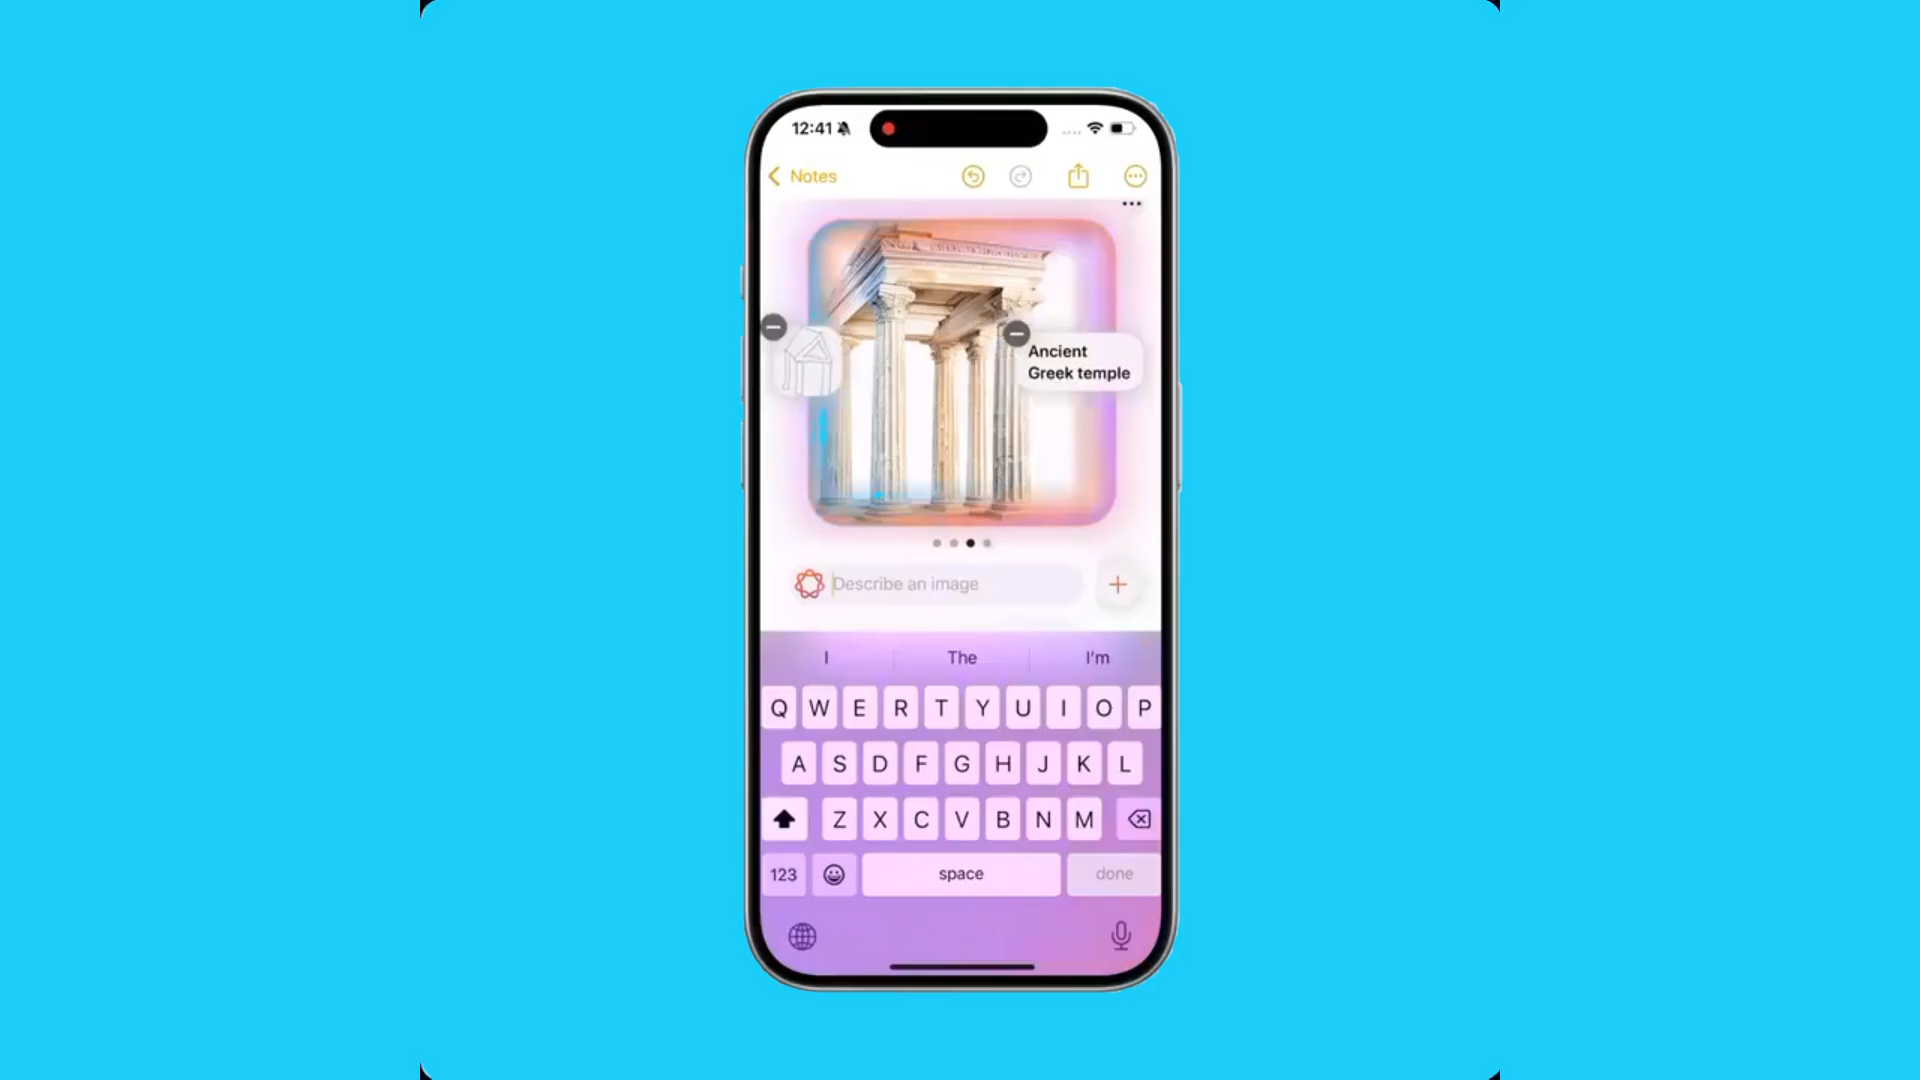 12:41
Notes
Ancient
Greek temple
Describe an image
I The I'm
Q W E R T Y U I O P
A S D F G H J K L
Z X C V B N M
123 space done